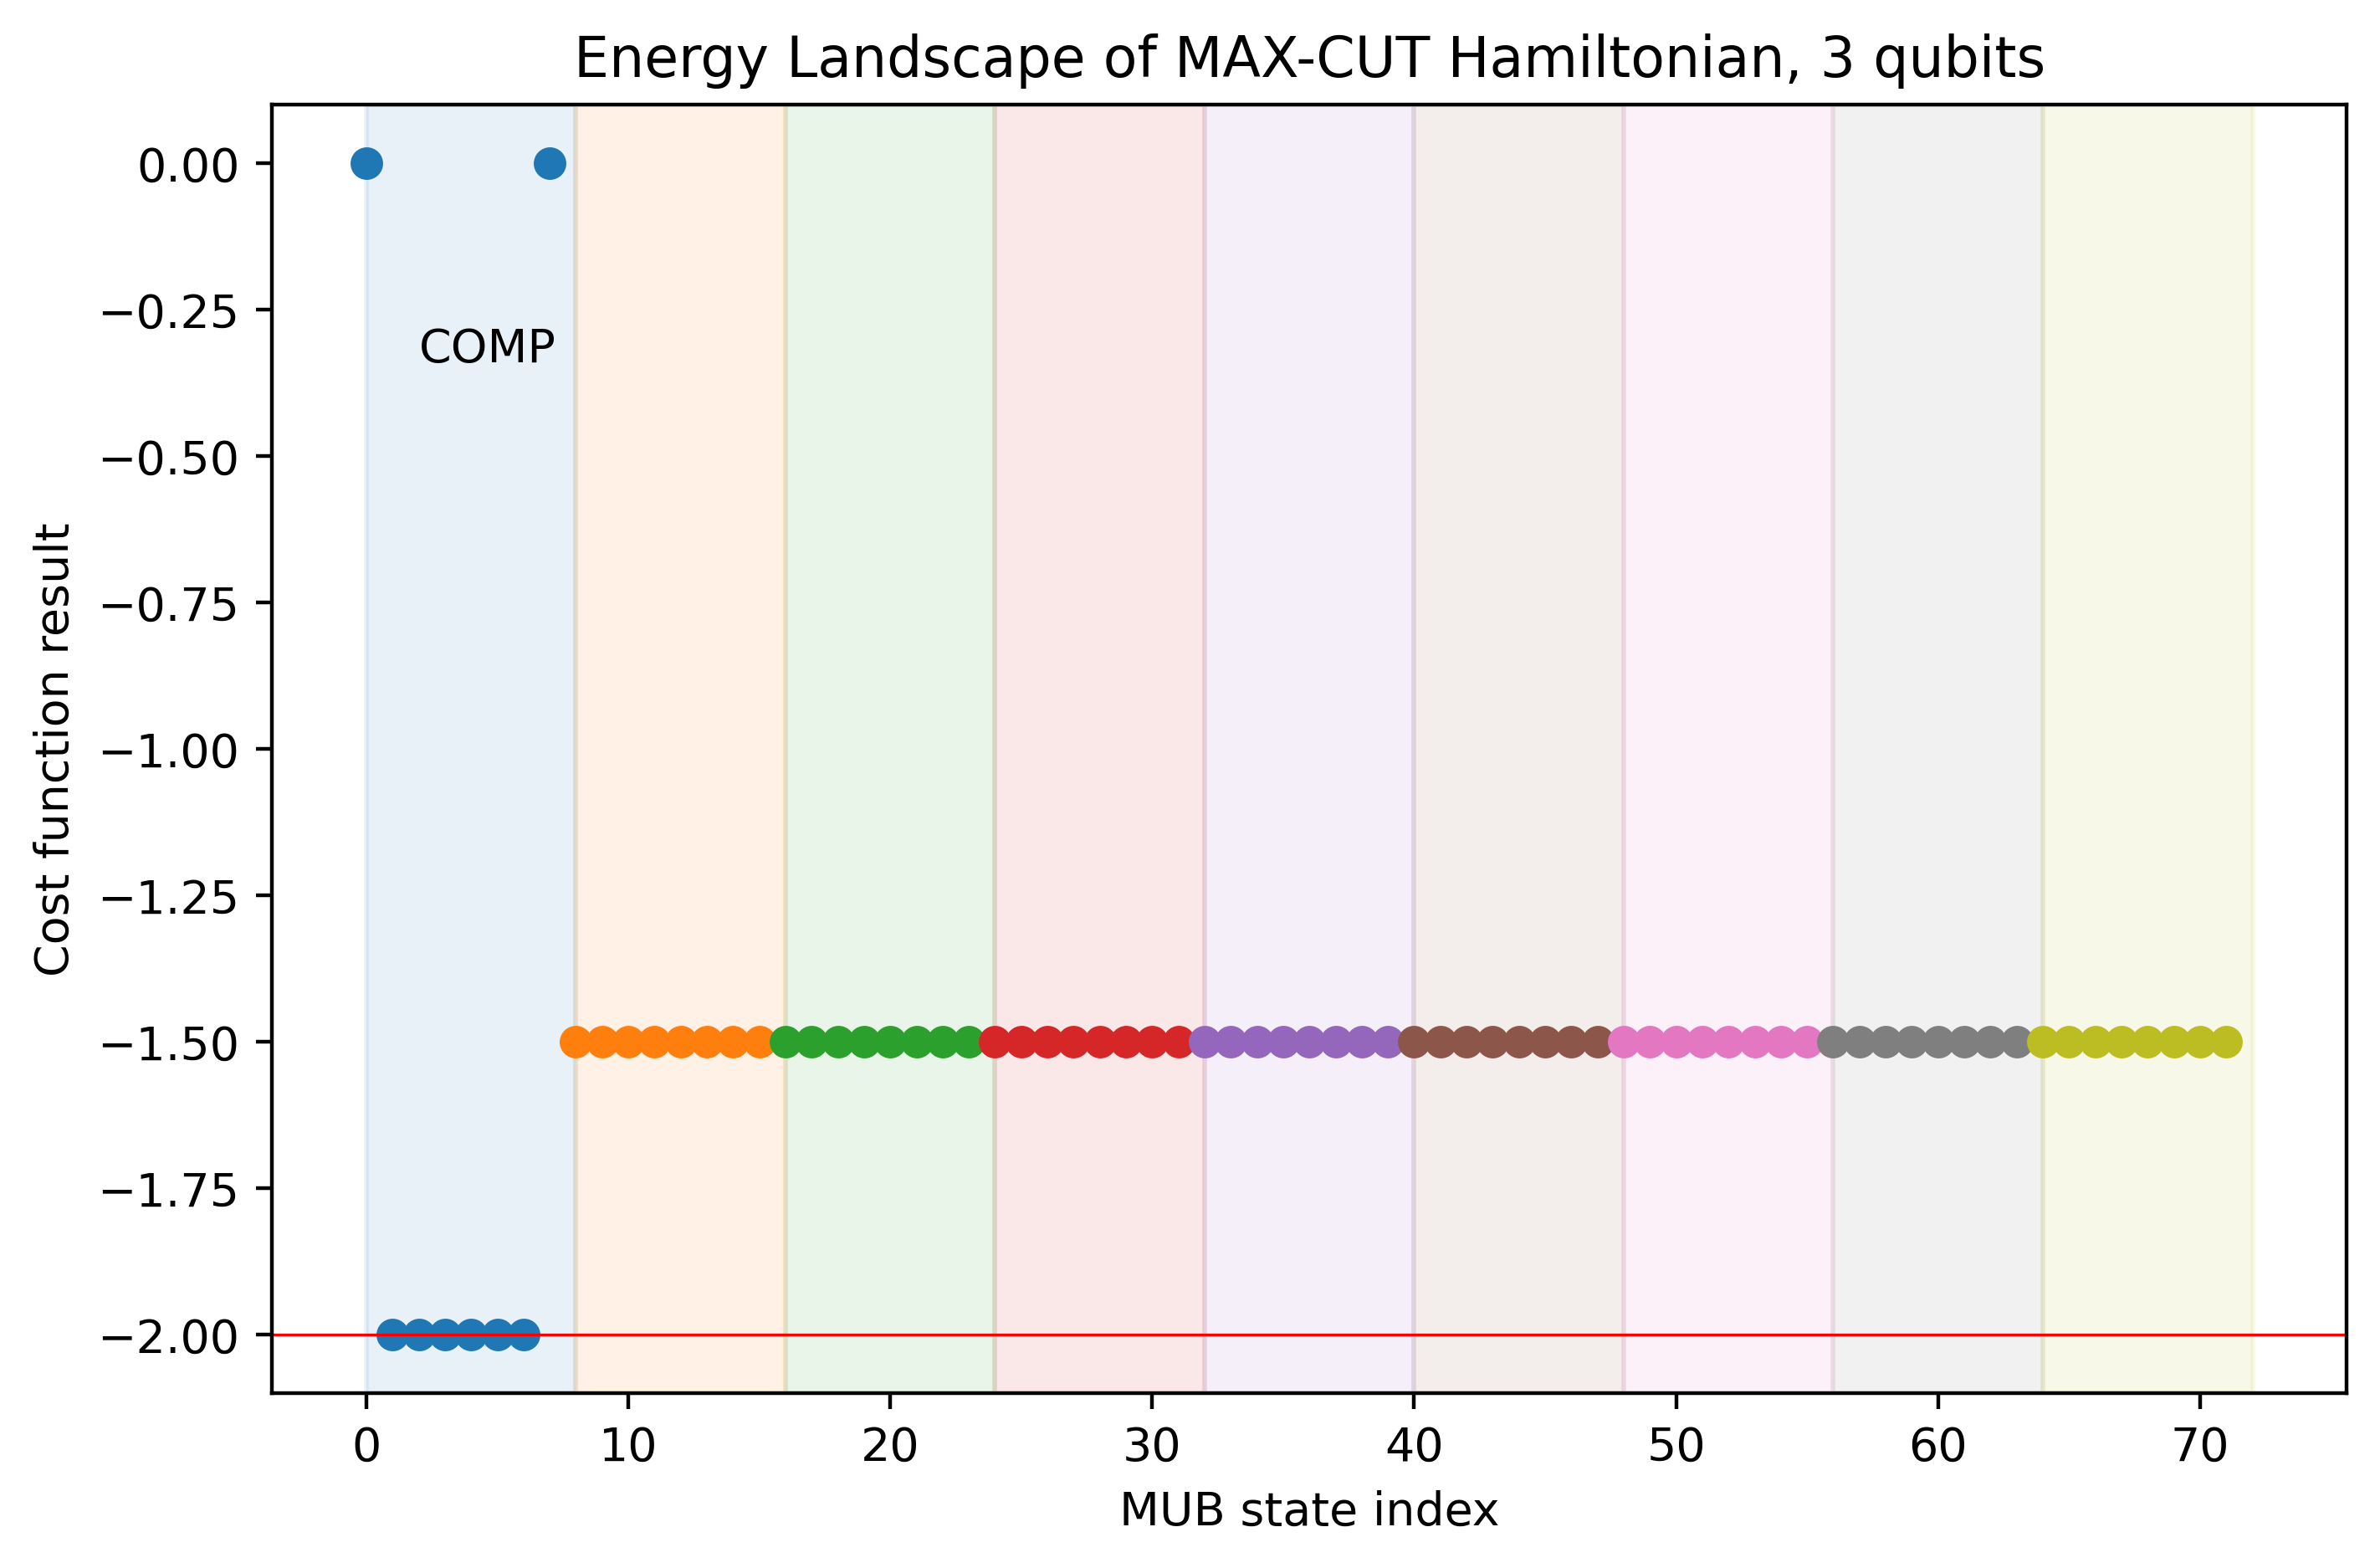 Energy Landscape of MAX-CUT Hamiltonian, 3 qubits
0.00
−0.25
−0.50
−0.75
−1.00
−1.25
−1.50
−1.75
−2.00
Cost function result
COMP
0 10 20 30 40 50 60 70
MUB state index